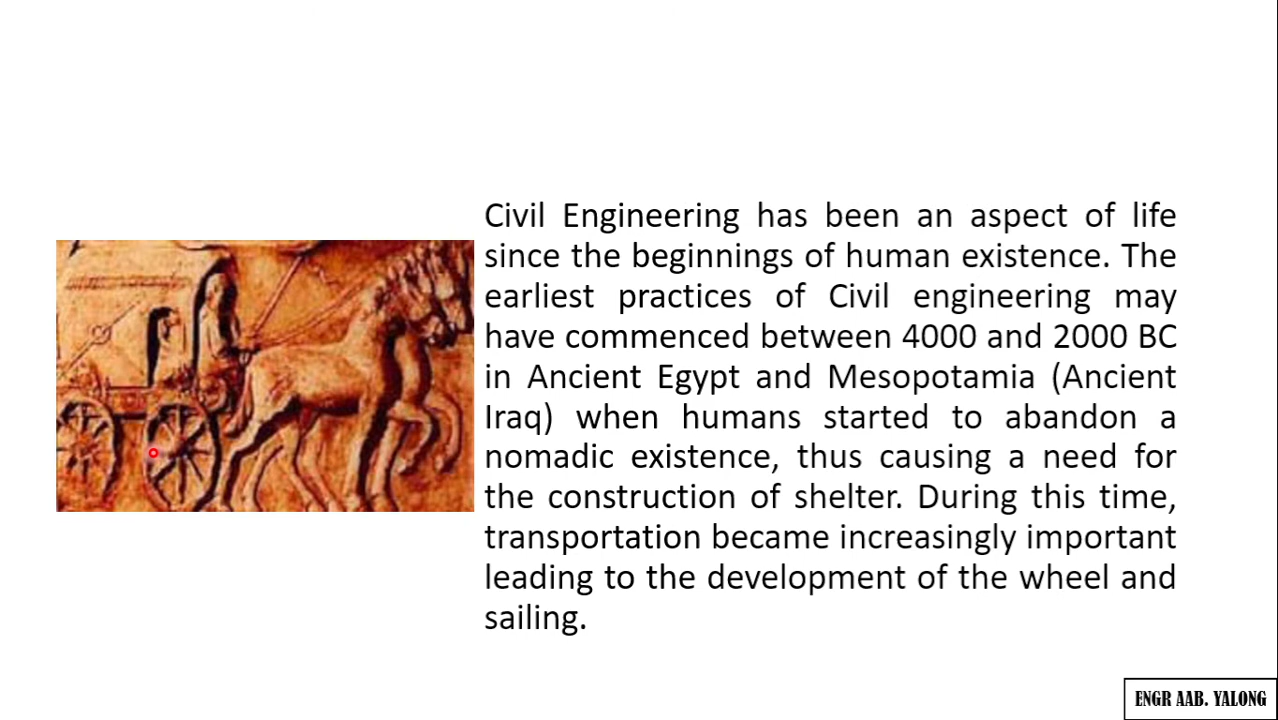 Civil Engineering has been an aspect of life
since the beginnings of human existence. The
earliest practices of Civil engineering may
have commenced between 4000 and 2000 BC
in Ancient Egypt and Mesopotamia (Ancient
Iraq) when humans started to abandon a
nomadic existence, thus causing a need for
the construction of shelter. During this time,
transportation became increasingly important
leading to the development of the wheel and
sailing.
ENGR AAB. YALONG